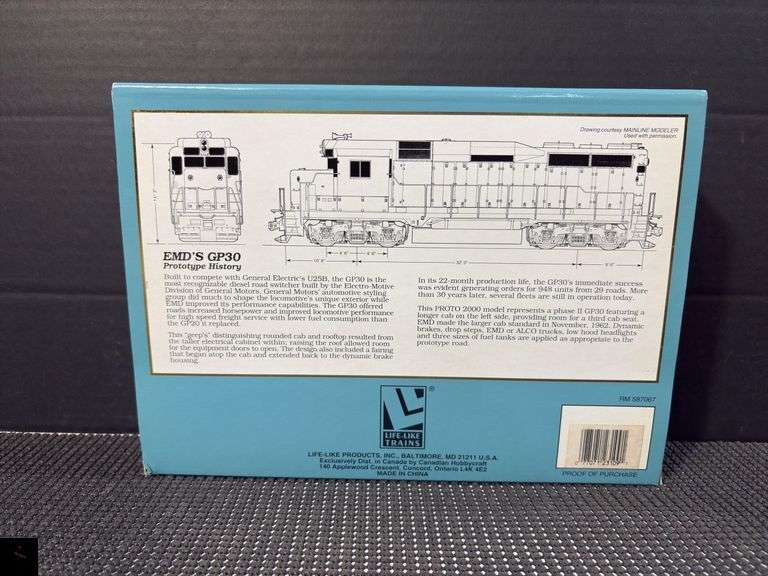 Drawing courtesy MAINLINE MODELER
Used with permission.
EMD'S GP30
Prototype History
Built to compete with General Electric's U25B, the GP30 is the
most recognizable diesel road switcher built by the Electro-Motive
Division of General Motors. General Motors' automotive styling
group did much to shape the locomotive's unique exterior while
EMD improved its performance capabilities. The GP30 offered
roads increased horsepower and improved locomotive performance
for high speed freight service with lower fuel consumption than
the GP20 it replaced.
This "geep's" distinguishing rounded cab and rooftop resulted from
the taller electrical cabinet within; raising the roof allowed room
for the equipment doors to open. The design also included a fairing
that began atop the cab and extended back to the dynamic brake
housing.
In its 22-month production life, the GP30's immediate success
was evident generating orders for 948 units from 29 roads. More
than 30 years later, several fleets are still in operation today.
This PROTO 2000 model represents a phase II GP30 featuring a
longer cab on the left side, providing room for a third cab seat.
EMD made the larger cab standard in November, 1962. Dynamic
brakes, drop steps, EMD or ALCO trucks, low hood headlights
and three sizes of fuel tanks are applied as appropriate to the
prototype road.
LIFE-LIKE
TRAINS
®
LIFE-LIKE PRODUCTS, INC., BALTIMORE, MD 21211 U.S.A.
Exclusively Dist. in Canada by Canadian Hobbycraft
140 Applewood Crescent, Concord, Ontario L4K 4E2
MADE IN CHINA
RM 587067
PROOF OF PURCHASE